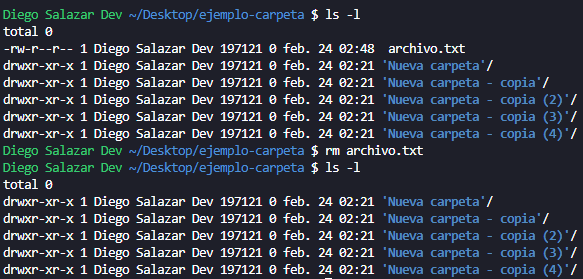 Diego Salazar Dev ~/Desktop/ejemplo-carpeta $ ls -l
total 0
-rw-r--r-- 1 Diego Salazar Dev 197121 0 feb. 24 02:48  archivo.txt
drwxr-xr-x 1 Diego Salazar Dev 197121 0 feb. 24 02:21 'Nueva carpeta'/
drwxr-xr-x 1 Diego Salazar Dev 197121 0 feb. 24 02:21 'Nueva carpeta - copia'/
drwxr-xr-x 1 Diego Salazar Dev 197121 0 feb. 24 02:21 'Nueva carpeta - copia (2)'/
drwxr-xr-x 1 Diego Salazar Dev 197121 0 feb. 24 02:21 'Nueva carpeta - copia (3)'/
drwxr-xr-x 1 Diego Salazar Dev 197121 0 feb. 24 02:21 'Nueva carpeta - copia (4)'/
Diego Salazar Dev ~/Desktop/ejemplo-carpeta $ rm archivo.txt
Diego Salazar Dev ~/Desktop/ejemplo-carpeta $ ls -l
total 0
drwxr-xr-x 1 Diego Salazar Dev 197121 0 feb. 24 02:21 'Nueva carpeta'/
drwxr-xr-x 1 Diego Salazar Dev 197121 0 feb. 24 02:21 'Nueva carpeta - copia'/
drwxr-xr-x 1 Diego Salazar Dev 197121 0 feb. 24 02:21 'Nueva carpeta - copia (2)'/
drwxr-xr-x 1 Diego Salazar Dev 197121 0 feb. 24 02:21 'Nueva carpeta - copia (3)'/
drwxr-xr-x 1 Diego Salazar Dev 197121 0 feb. 24 02:21 'Nueva carpeta - copia (4)'/